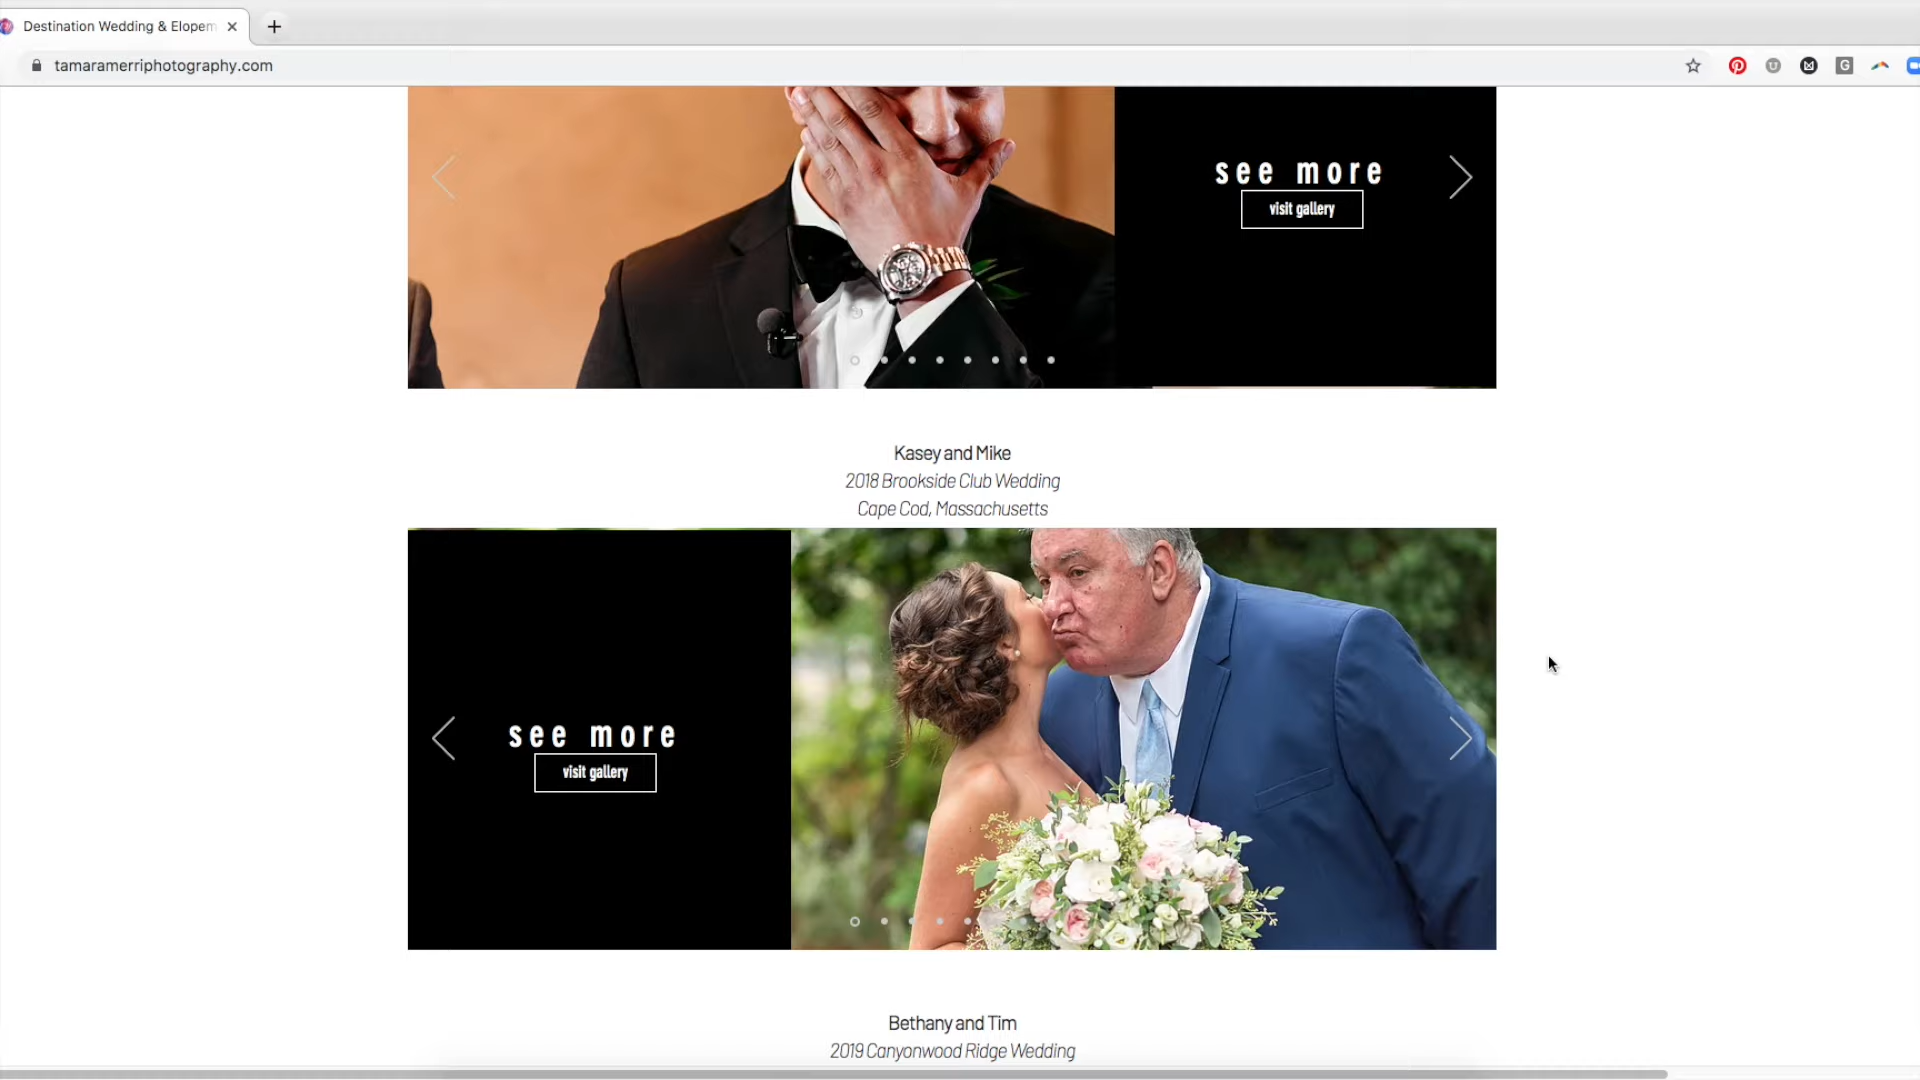 Destination Wedding & Elopem
tamaramerriphotography.com
see more
visit gallery
Kasey and Mike
2018 Brookside Club Wedding
Cape Cod, Massachusetts
see more
visit gallery
Bethany and Tim
2019 Canyonwood Ridge Wedding